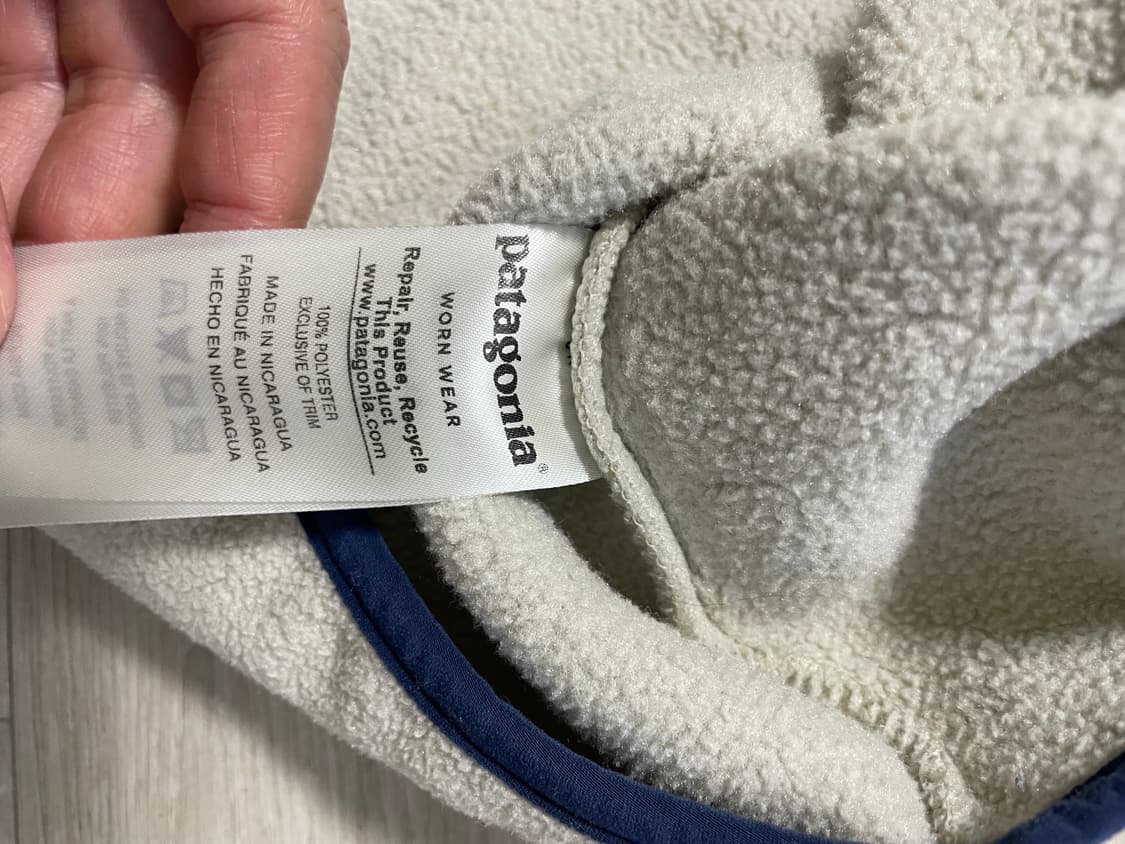 patagonia®
WORN WEAR
Repair, Reuse, Recycle
This Product
www.patagonia.com
100% POLYESTER
EXCLUSIVE OF TRIM
MADE IN NICARAGUA
FABRIQUÉ AU NICARAGUA
HECHO EN NICARAGUA